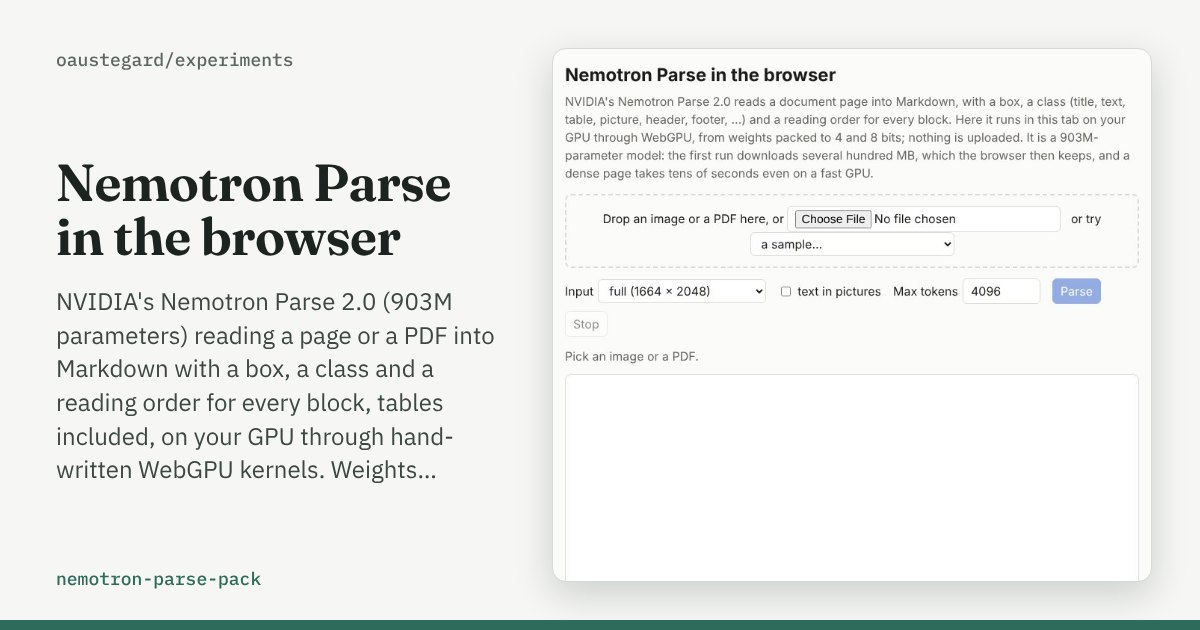 oaustegard/experiments
Nemotron Parse
in the browser
NVIDIA's Nemotron Parse 2.0 (903M
parameters) reading a page or a PDF into
Markdown with a box, a class and a
reading order for every block, tables
included, on your GPU through hand-
written WebGPU kernels. Weights...
nemotron-parse-pack
Nemotron Parse in the browser
NVIDIA's Nemotron Parse 2.0 reads a document page into Markdown, with a box, a class (title, text,
table, picture, header, footer, ...) and a reading order for every block. Here it runs in this tab on your
GPU through WebGPU, from weights packed to 4 and 8 bits; nothing is uploaded. It is a 903M-
parameter model: the first run downloads several hundred MB, which the browser then keeps, and a
dense page takes tens of seconds even on a fast GPU.
Drop an image or a PDF here, or Choose File No file chosen or try
a sample...
Input full (1664 × 2048) text in pictures Max tokens 4096 Parse
Stop
Pick an image or a PDF.